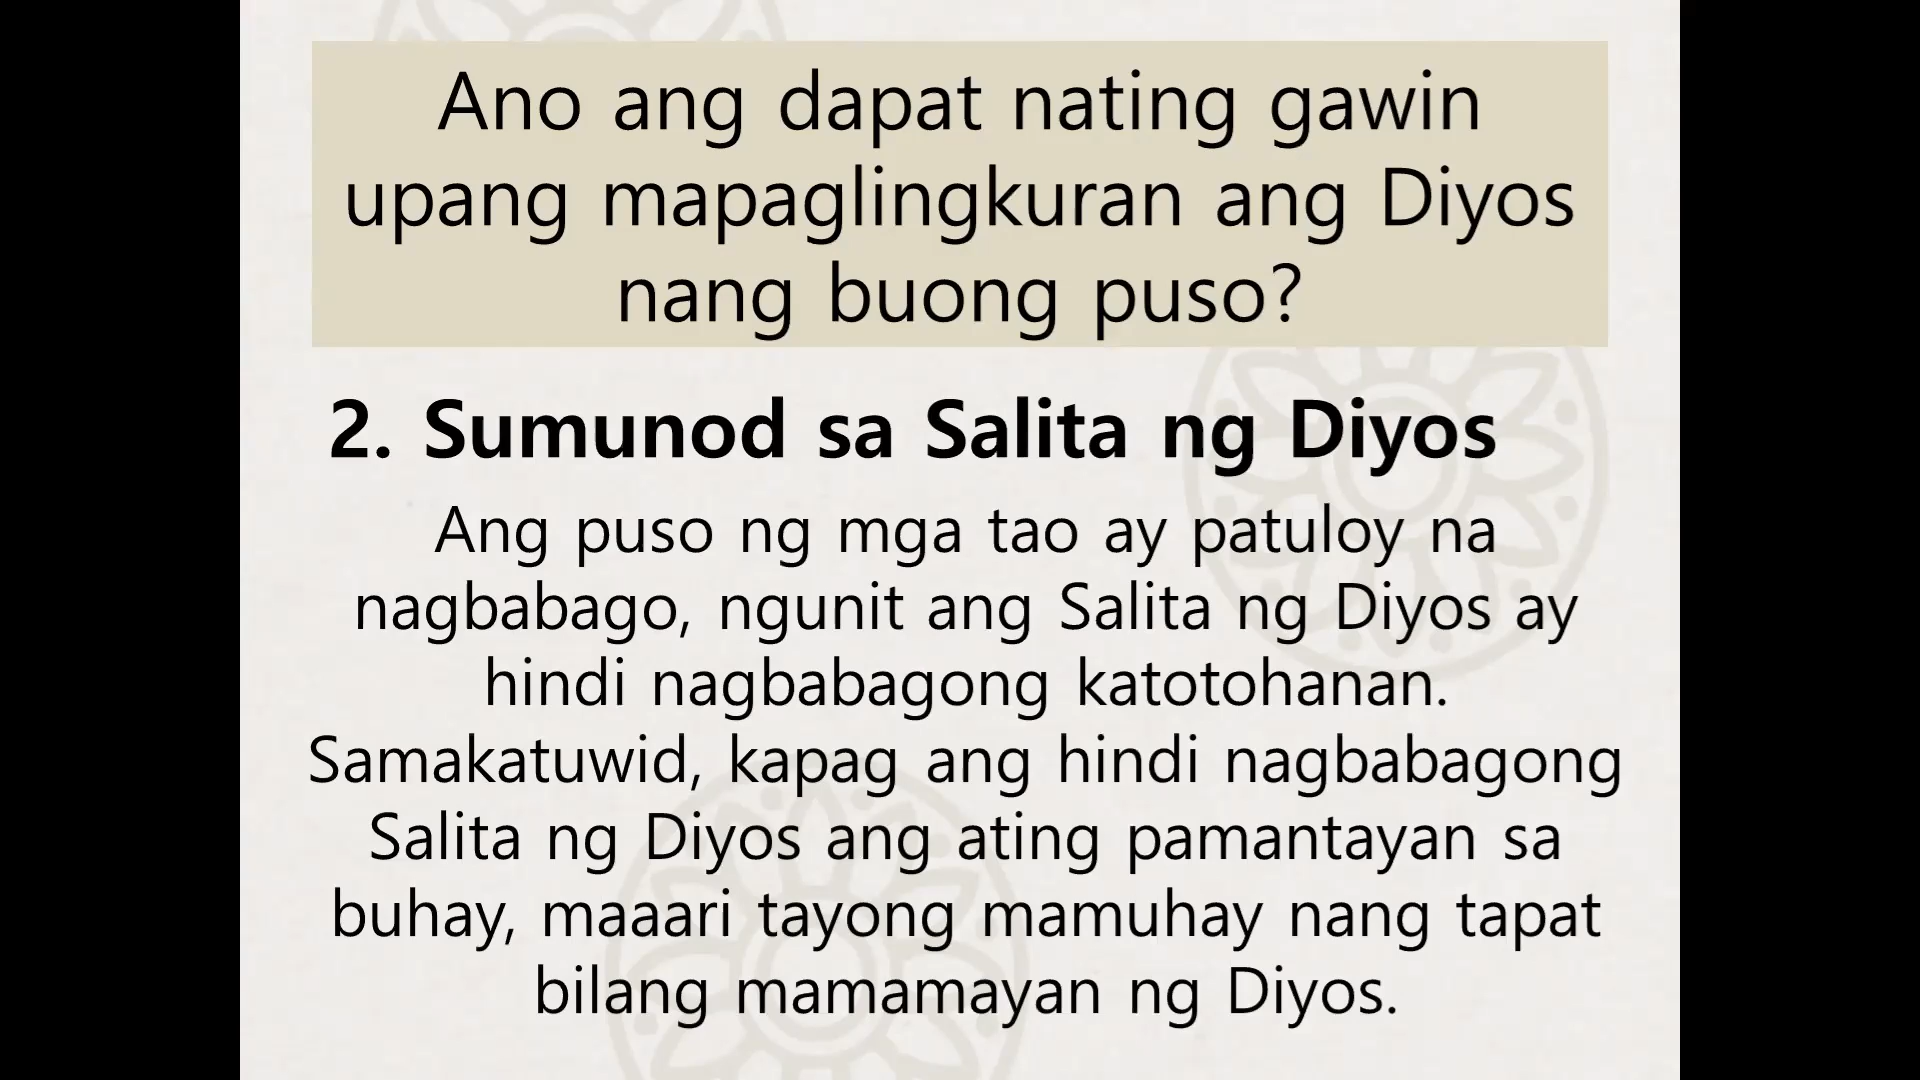 Ano ang dapat nating gawin
upang mapaglingkuran ang Diyos
nang buong puso?
2. Sumunod sa Salita ng Diyos
Ang puso ng mga tao ay patuloy na
nagbabago, ngunit ang Salita ng Diyos ay
hindi nagbabagong katotohanan.
Samakatuwid, kapag ang hindi nagbabagong
Salita ng Diyos ang ating pamantayan sa
buhay, maaari tayong mamuhay nang tapat
bilang mamamayan ng Diyos.